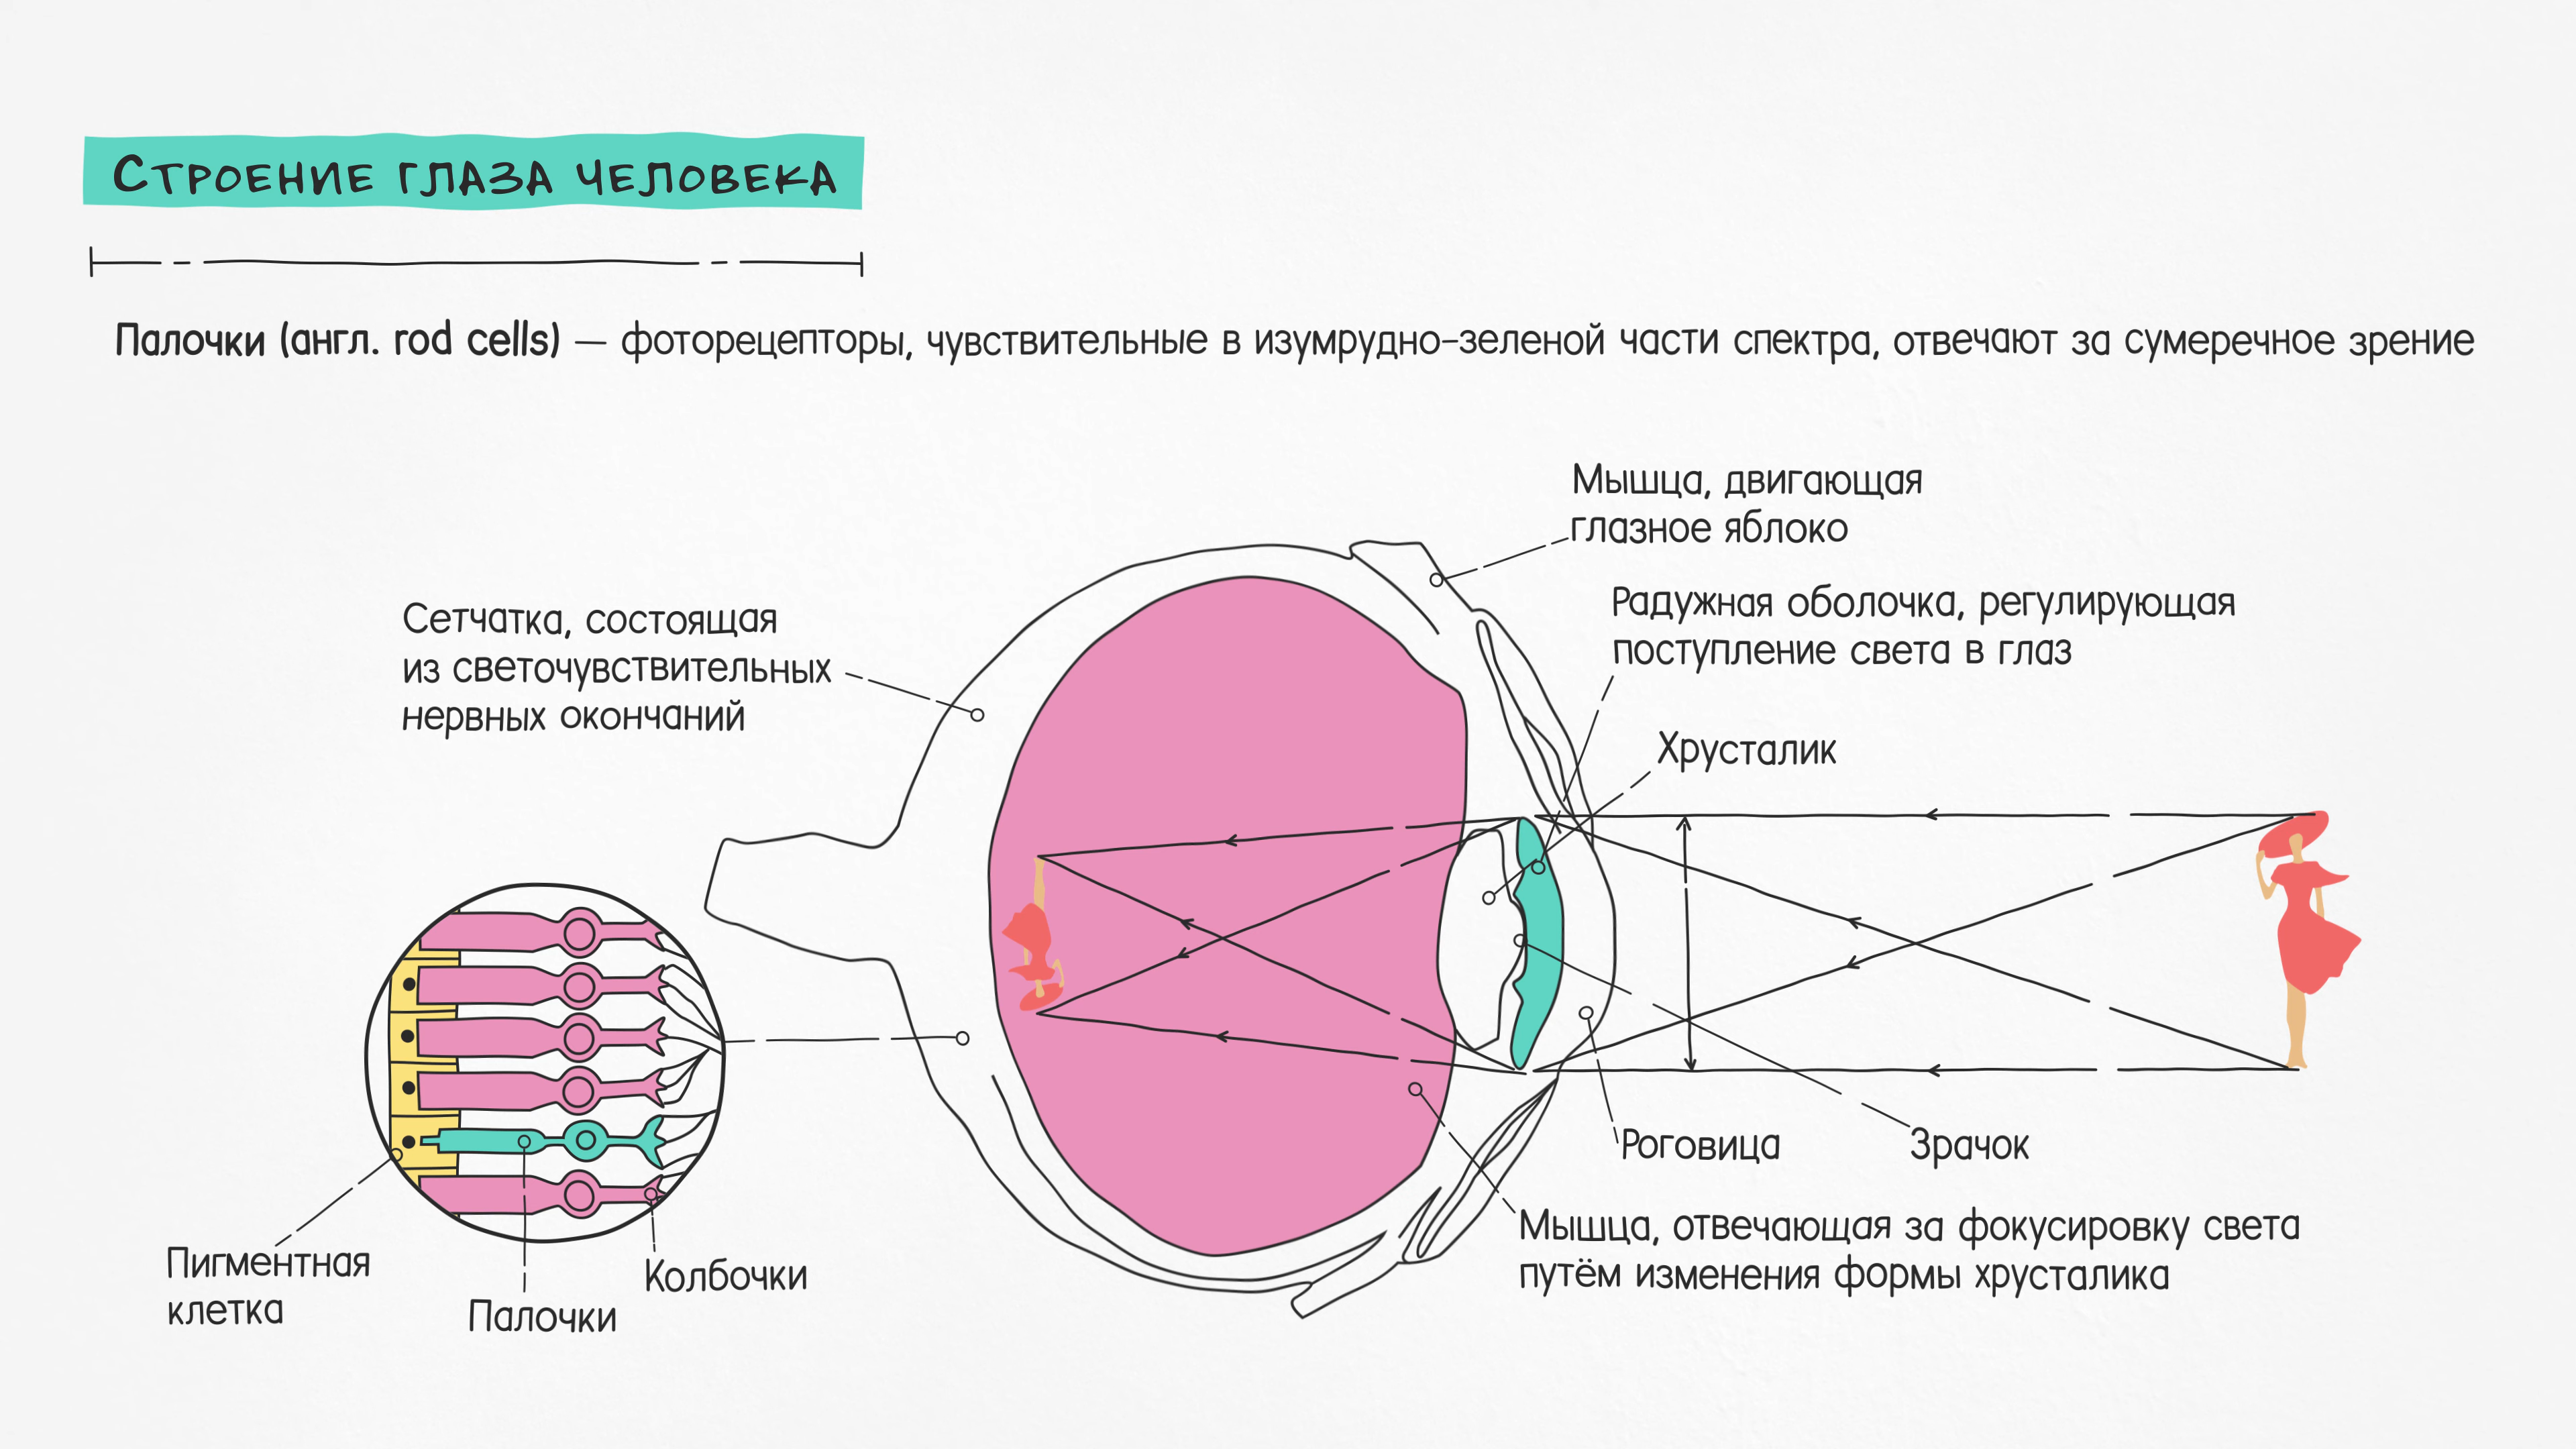 Строение глаза человека
Палочки (англ. rod cells) — фоторецепторы, чувствительные в изумрудно-зеленой части спектра, отвечают за сумеречное зрение
Мышца, двигающая
глазное яблоко
Радужная оболочка, регулирующая
поступление света в глаз
Сетчатка, состоящая
из светочувствительных
нервных окончаний
Хрусталик
Роговица
Зрачок
Мышца, отвечающая за фокусировку света
путём изменения формы хрусталика
Пигментная
клетка
Палочки
Колбочки